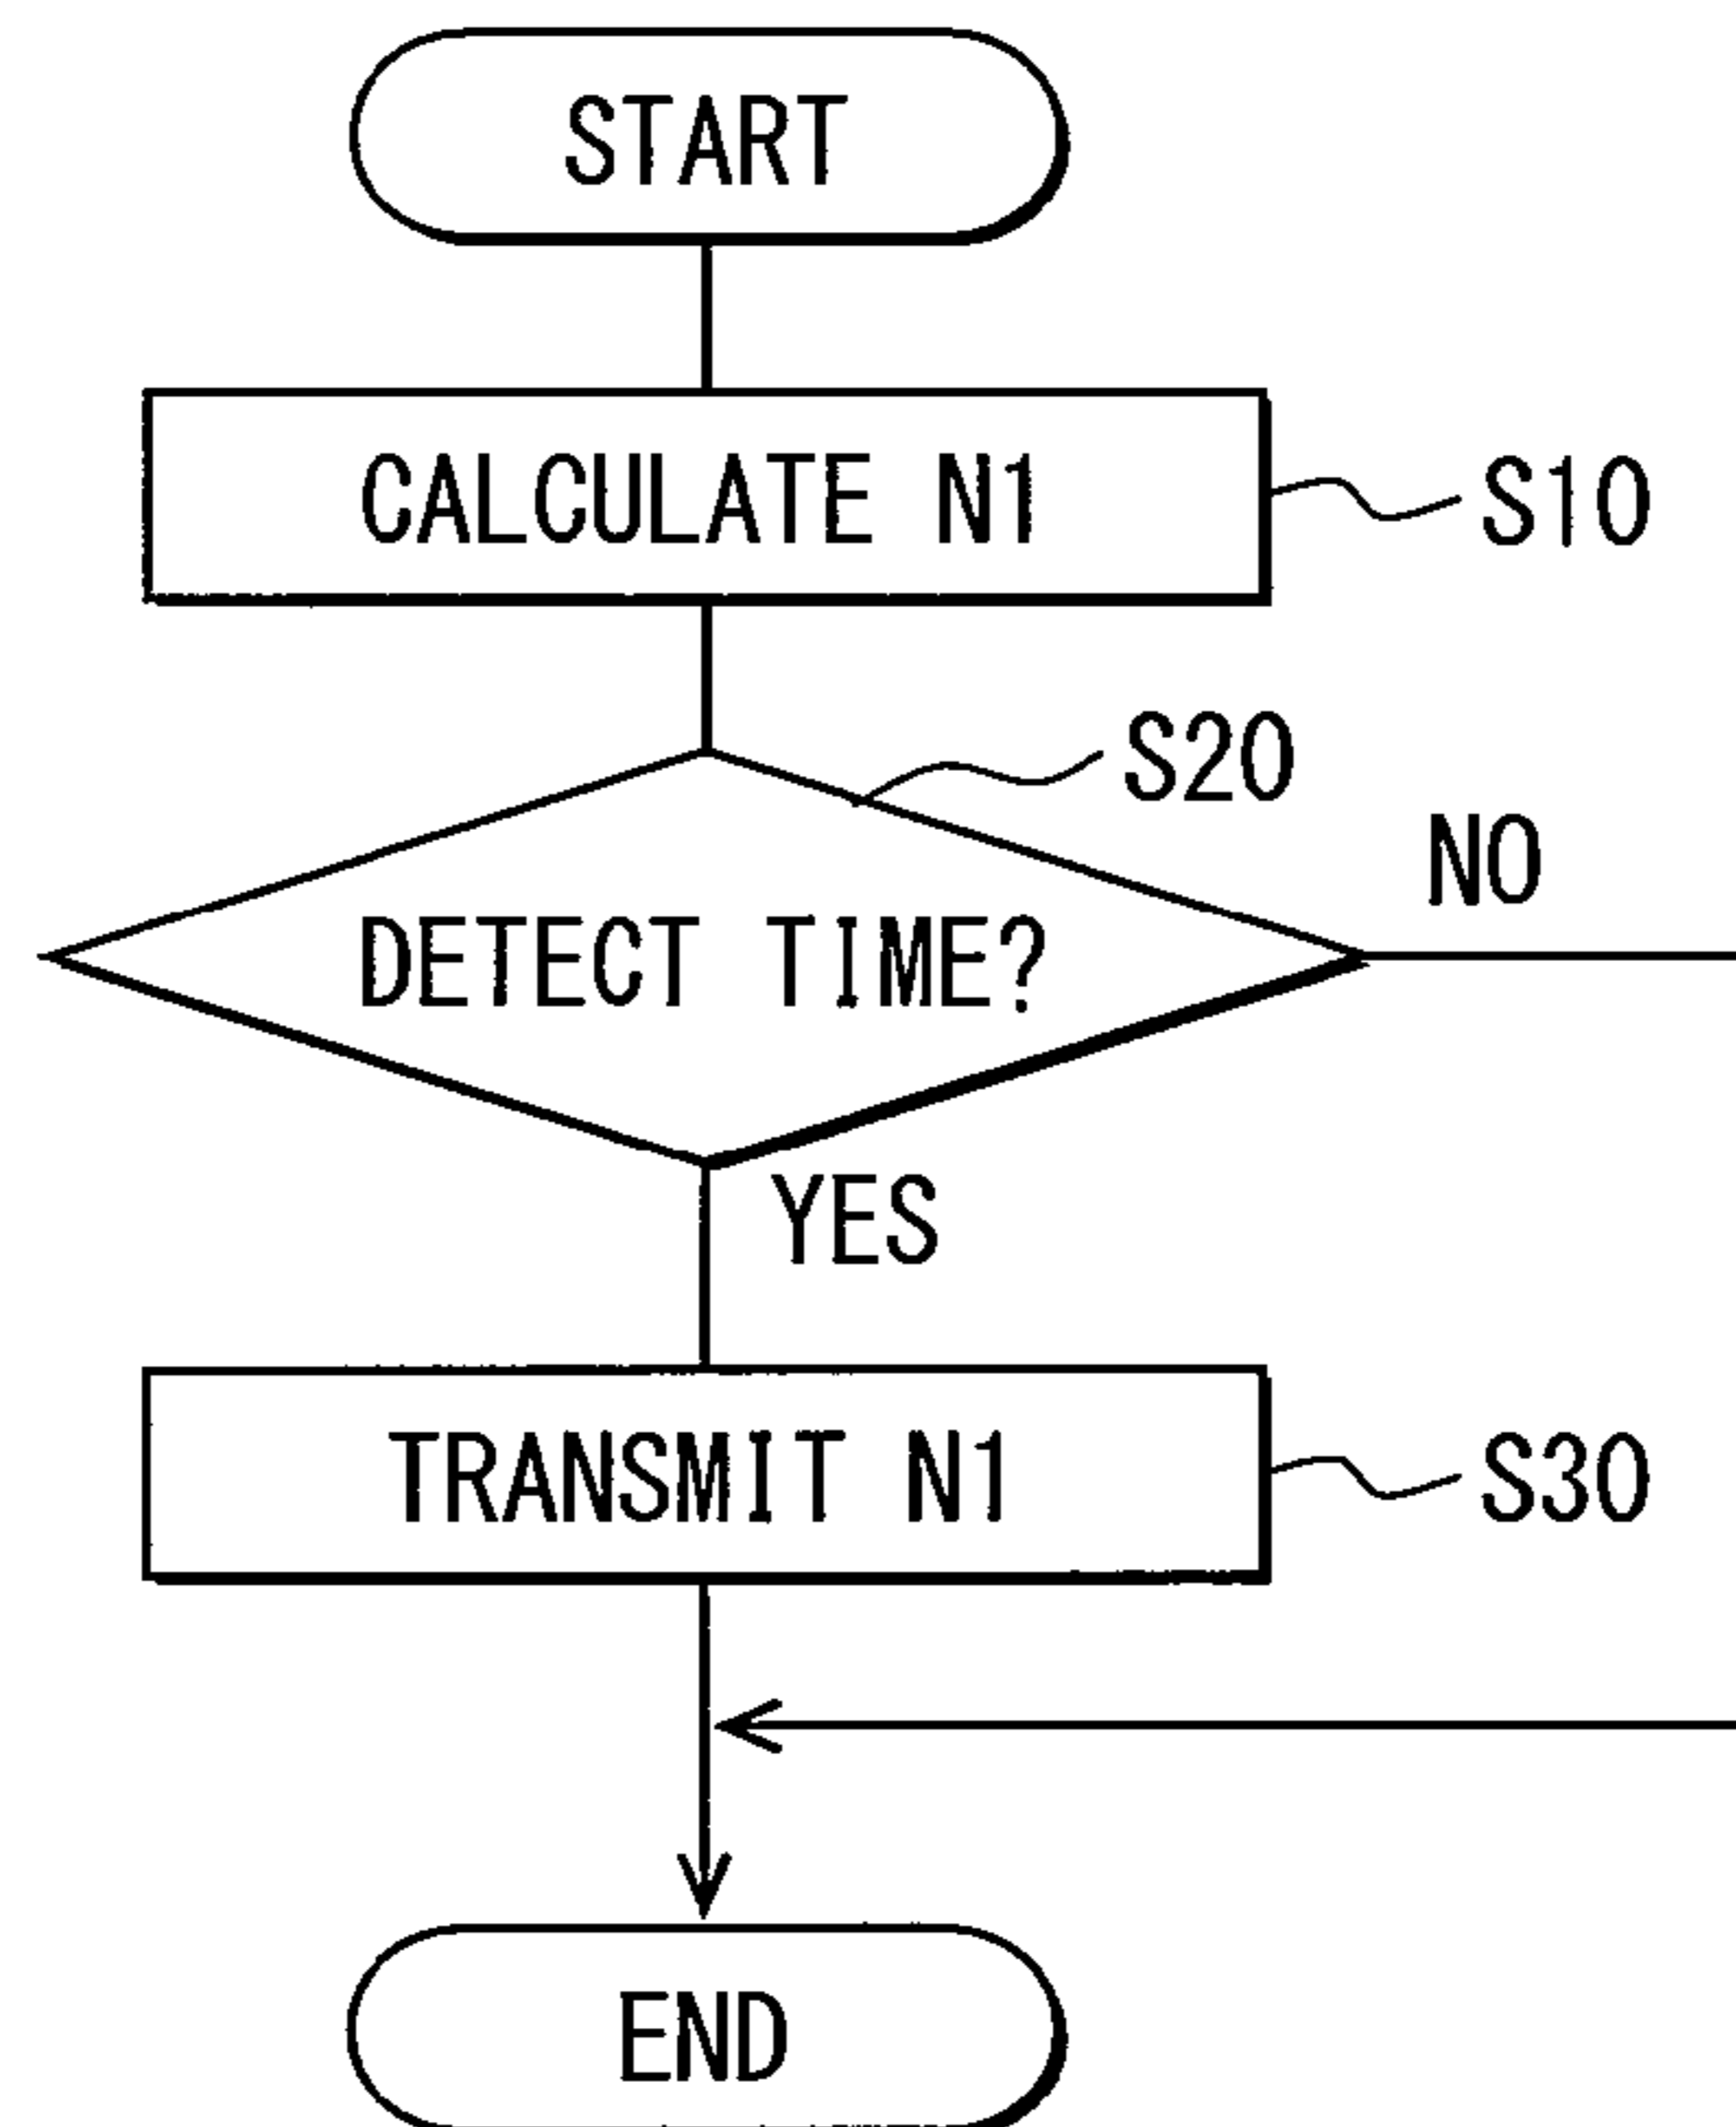 START
CALCULATE N1
S10
S20
NO
DETECT TIME?
YES
TRANSMIT N1
S30
END